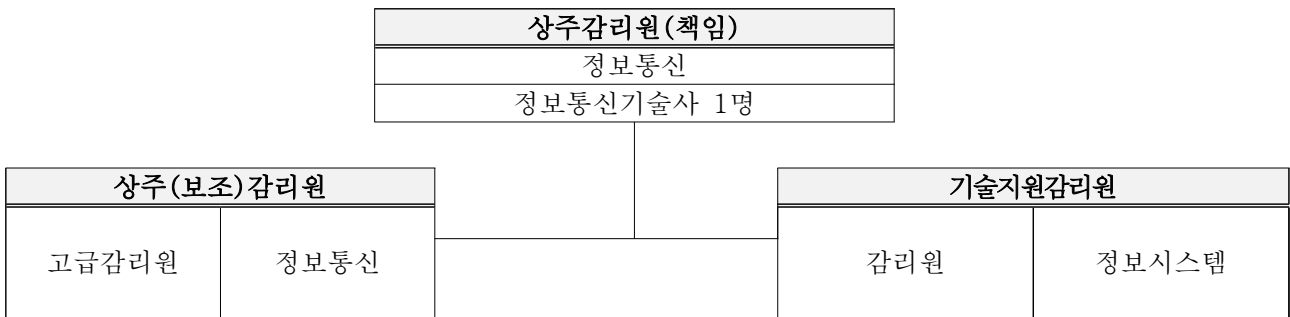 상주감리원(책임)
정보통신
정보통신기술사 1명
상주(보조)감리원
고급감리원 정보통신
기술지원감리원
감리원 정보시스템